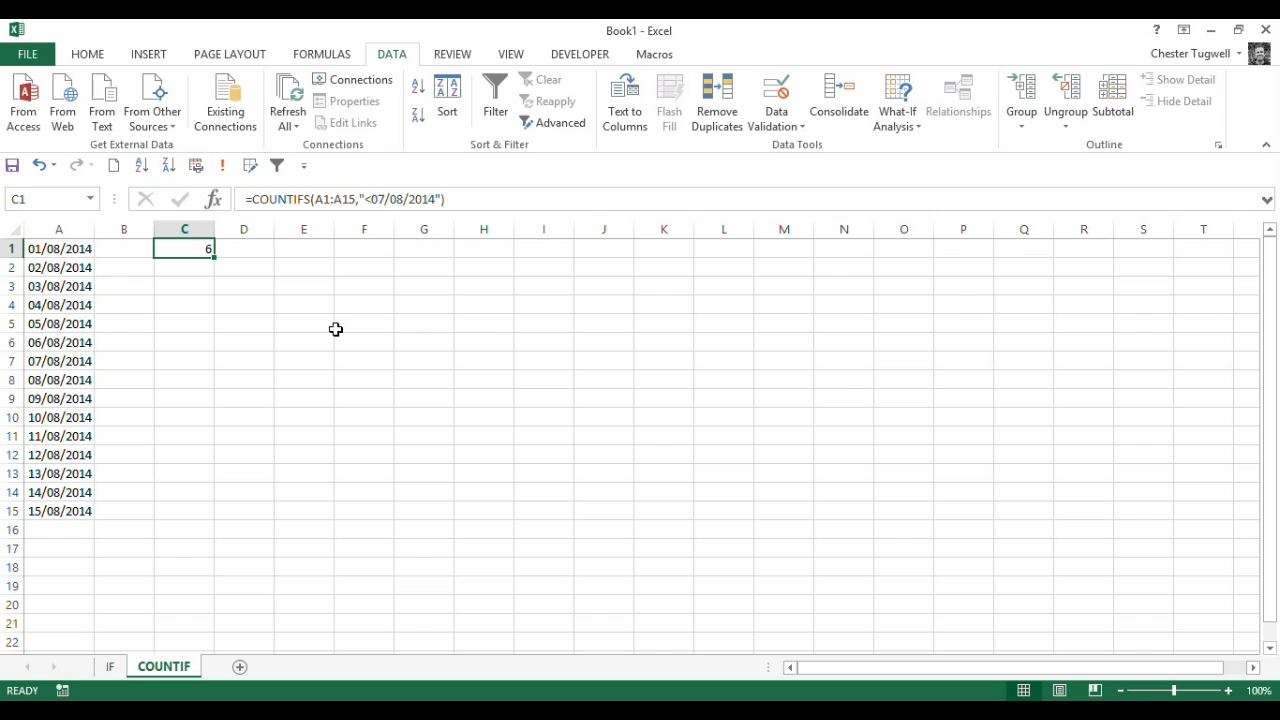 Book1 - Excel
?
FILE HOME INSERT PAGE LAYOUT FORMULAS DATA REVIEW VIEW DEVELOPER Macros Chester Tugwell
From Access
From Web
From Text
From Other Sources
Existing Connections
Get External Data
Refresh All
Connections
Properties
Edit Links
Connections
Sort
Filter
Clear
Reapply
Advanced
Sort & Filter
Text to Columns
Flash Fill
Remove Duplicates
Data Validation
Consolidate
What-If Analysis
Relationships
Data Tools
Group
Ungroup
Subtotal
Show Detail
Hide Detail
Outline
C1 fx =COUNTIFS(A1:A15,"<07/08/2014")
A B C D E F G H I J K L M N O P Q R S T
1 01/08/2014 6
2 02/08/2014
3 03/08/2014
4 04/08/2014
5 05/08/2014
6 06/08/2014
7 07/08/2014
8 08/08/2014
9 09/08/2014
10 10/08/2014
11 11/08/2014
12 12/08/2014
13 13/08/2014
14 14/08/2014
15 15/08/2014
16
17
18
19
20
21
22
IF COUNTIF
READY 100%